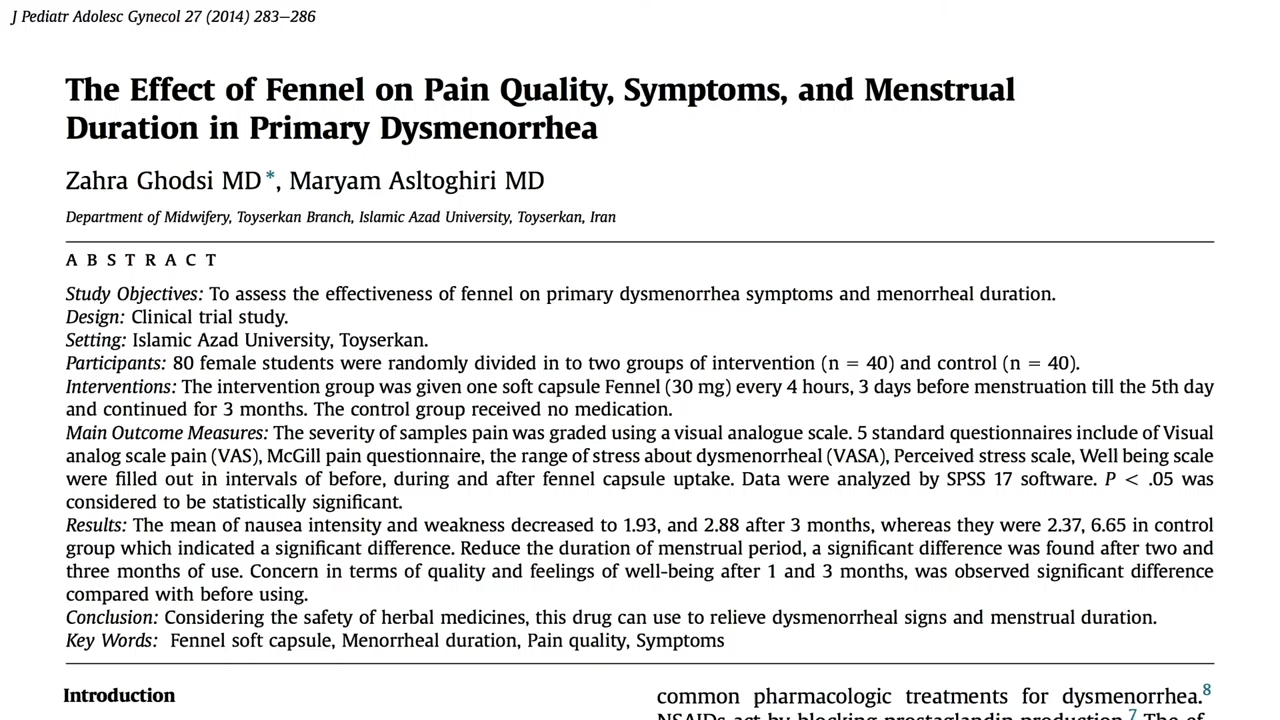 J Pediatr Adolesc Gynecol 27 (2014) 283–286
The Effect of Fennel on Pain Quality, Symptoms, and Menstrual
Duration in Primary Dysmenorrhea
Zahra Ghodsi MD *, Maryam Asltoghiri MD
Department of Midwifery, Toyserkan Branch, Islamic Azad University, Toyserkan, Iran
ABSTRACT
Study Objectives: To assess the effectiveness of fennel on primary dysmenorrhea symptoms and menorrheal duration.
Design: Clinical trial study.
Setting: Islamic Azad University, Toyserkan.
Participants: 80 female students were randomly divided in to two groups of intervention (n = 40) and control (n = 40).
Interventions: The intervention group was given one soft capsule Fennel (30 mg) every 4 hours, 3 days before menstruation till the 5th day
and continued for 3 months. The control group received no medication.
Main Outcome Measures: The severity of samples pain was graded using a visual analogue scale. 5 standard questionnaires include of Visual
analog scale pain (VAS), McGill pain questionnaire, the range of stress about dysmenorrheal (VASA), Perceived stress scale, Well being scale
were filled out in intervals of before, during and after fennel capsule uptake. Data were analyzed by SPSS 17 software. P < .05 was
considered to be statistically significant.
Results: The mean of nausea intensity and weakness decreased to 1.93, and 2.88 after 3 months, whereas they were 2.37, 6.65 in control
group which indicated a significant difference. Reduce the duration of menstrual period, a significant difference was found after two and
three months of use. Concern in terms of quality and feelings of well-being after 1 and 3 months, was observed significant difference
compared with before using.
Conclusion: Considering the safety of herbal medicines, this drug can use to relieve dysmenorrheal signs and menstrual duration.
Key Words: Fennel soft capsule, Menorrheal duration, Pain quality, Symptoms
Introduction
common pharmacologic treatments for dysmenorrhea.8
NSAIDs act by blocking prostaglandin production.7 The ef-